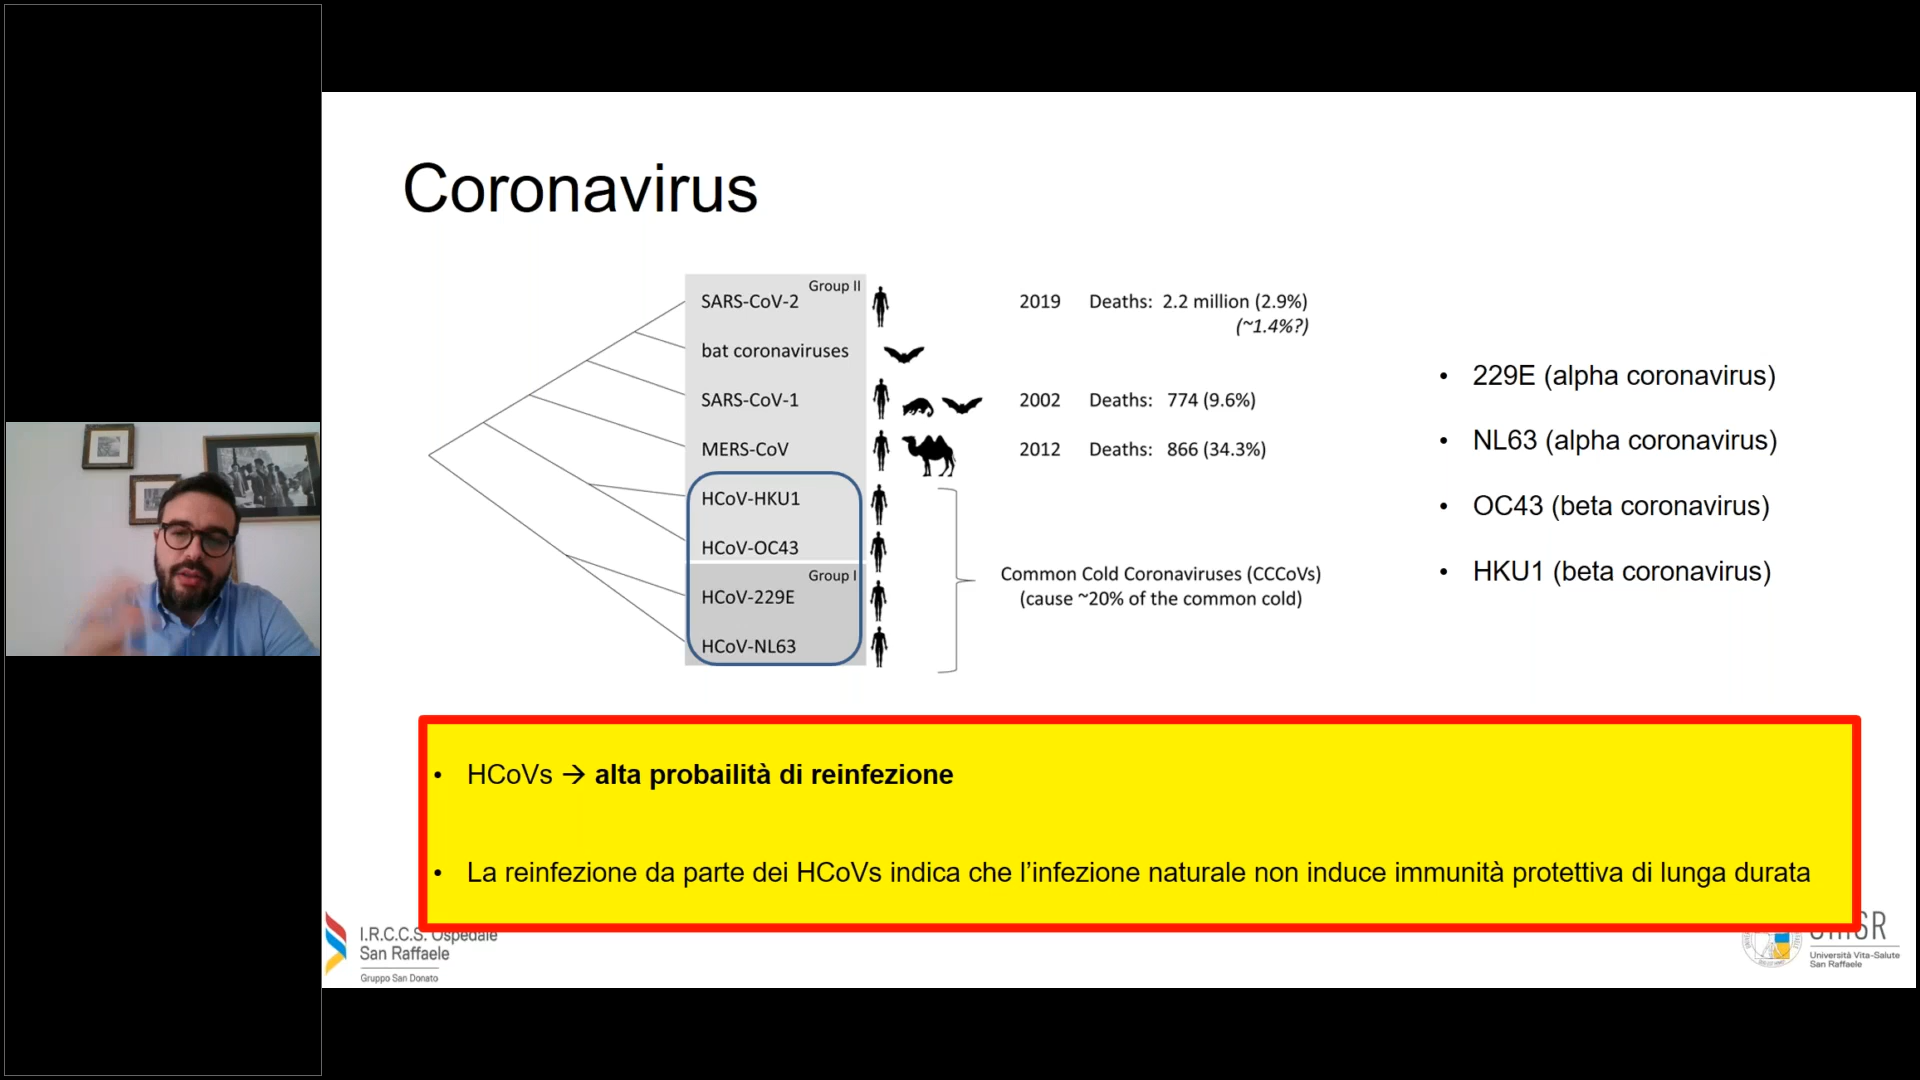 Coronavirus
Group II
SARS-CoV-2
2019 Deaths: 2.2 million (2.9%)
(~1.4%?)
bat coronaviruses
SARS-CoV-1
2002 Deaths: 774 (9.6%)
MERS-CoV
2012 Deaths: 866 (34.3%)
HCoV-HKU1
HCoV-OC43
Group I
HCoV-229E
HCoV-NL63
Common Cold Coronaviruses (CCCoVs)
(cause ~20% of the common cold)
• 229E (alpha coronavirus)
• NL63 (alpha coronavirus)
• OC43 (beta coronavirus)
• HKU1 (beta coronavirus)
• HCoVs → alta probailità di reinfezione
• La reinfezione da parte dei HCoVs indica che l’infezione naturale non induce immunità protettiva di lunga durata
I.R.C.C.S. Ospedale
San Raffaele
Gruppo San Donato
Università Vita-Salute
San Raffaele